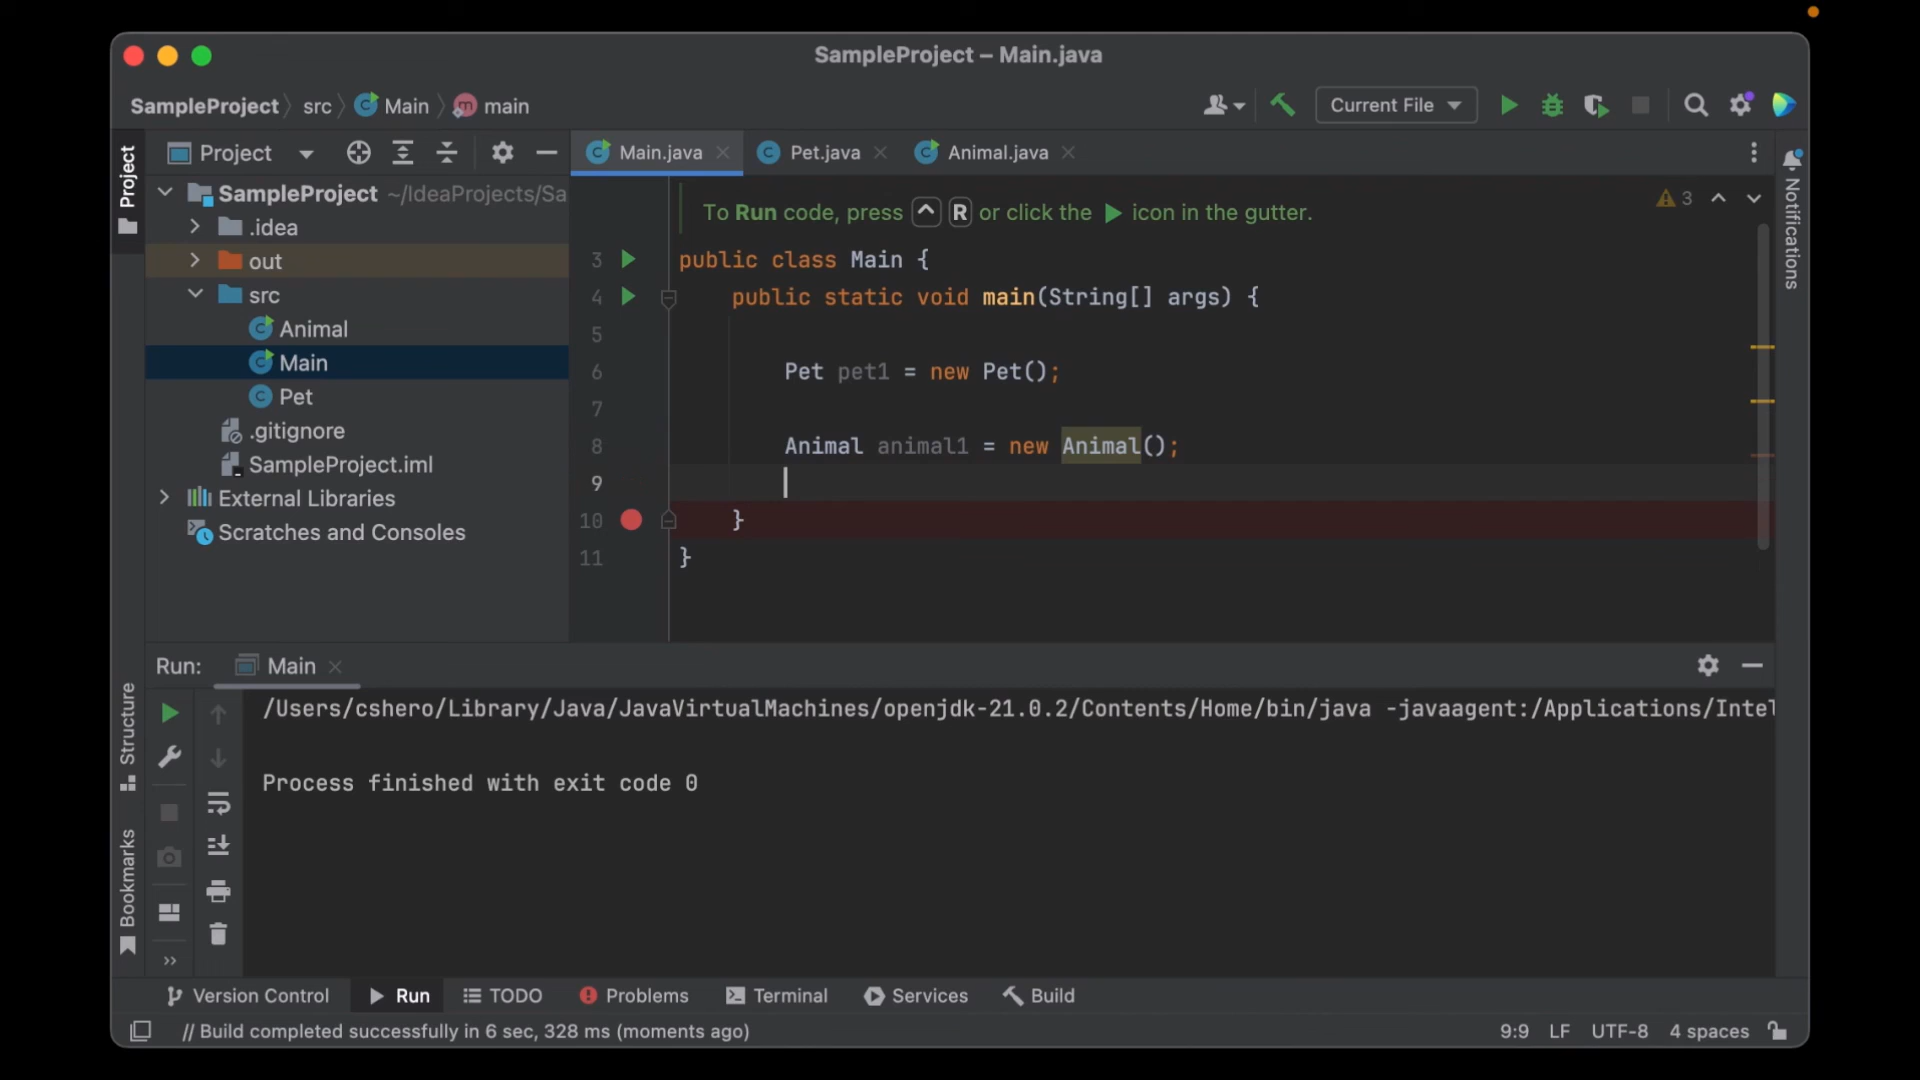 SampleProject – Main.java
SampleProject src Main main
Current File
Project
Project
Main.java Pet.java Animal.java
SampleProject ~/IdeaProjects/Sa
.idea
out
src
Animal
Main
Pet
.gitignore
SampleProject.iml
External Libraries
Scratches and Consoles
To Run code, press ^ R or click the icon in the gutter.
3
Notifications
3 public class Main {
4 public static void main(String[] args) {
5
6 Pet pet1 = new Pet();
7
8 Animal animal1 = new Animal();
9
10 }
11 }
Run: Main
Structure
Bookmarks
/Users/cshero/Library/Java/JavaVirtualMachines/openjdk-21.0.2/Contents/Home/bin/java -javaagent:/Applications/Intel
Process finished with exit code 0
Version Control Run TODO Problems Terminal Services Build
// Build completed successfully in 6 sec, 328 ms (moments ago) 9:9 LF UTF-8 4 spaces